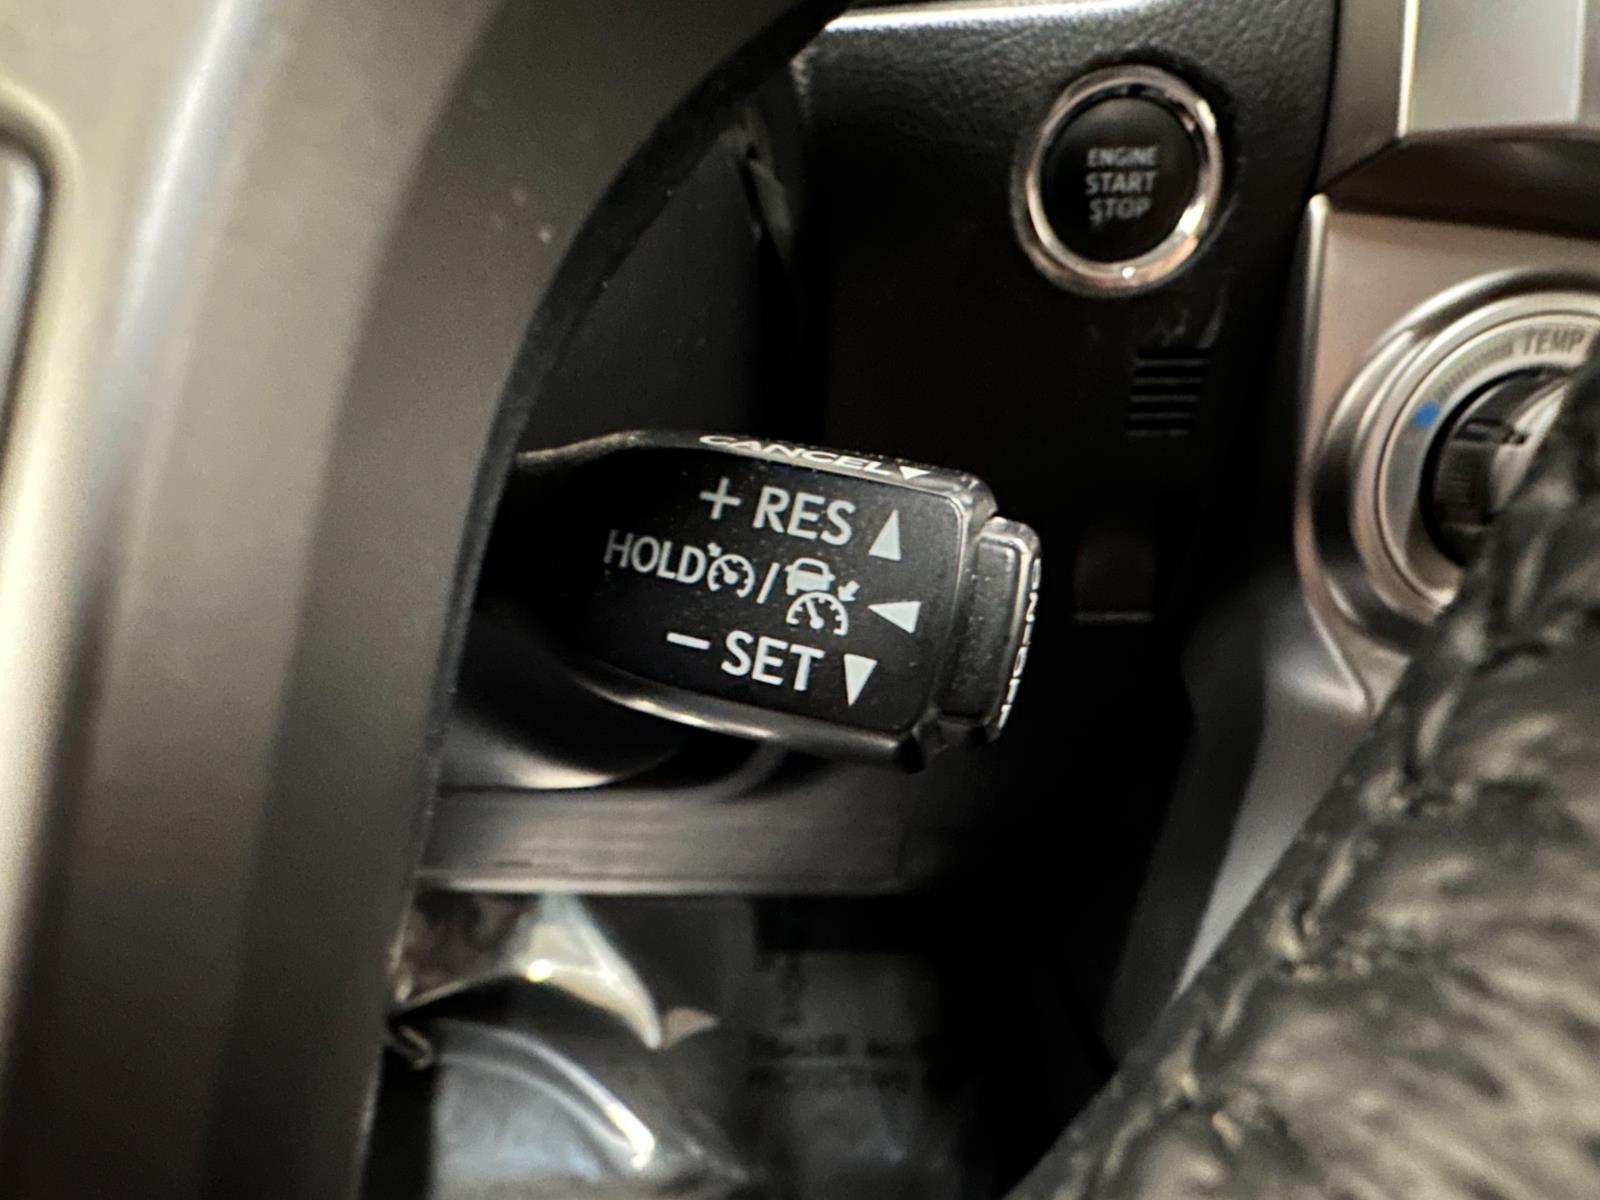 ENGINE
START
STOP
TEMP
CANCEL▼
+ RES ▲
HOLD / ◀
− SET ▼